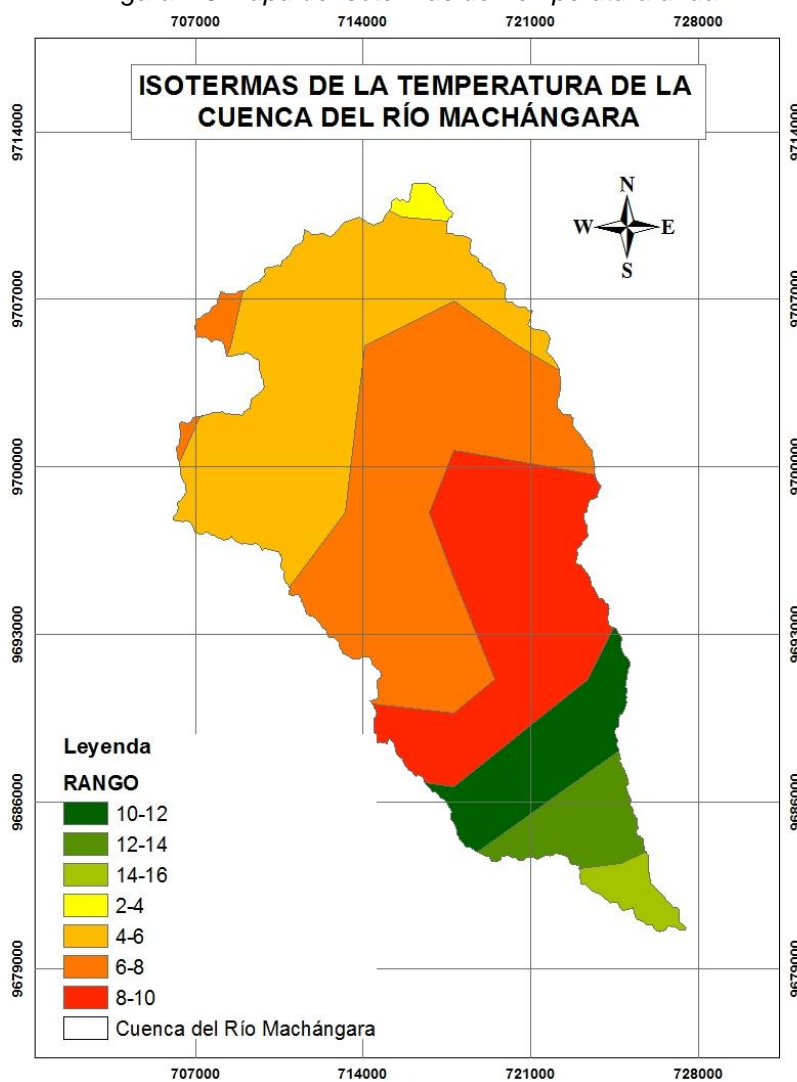 707000 714000 721000 728000
ISOTERMAS DE LA TEMPERATURA DE LA
CUENCA DEL RÍO MACHÁNGARA
N
W E
S
9714000 9714000
9707000 9707000
9700000 9700000
9693000 9693000
9686000 9686000
9679000 9679000
Leyenda
RANGO
10-12
12-14
14-16
2-4
4-6
6-8
8-10
Cuenca del Río Machángara
707000 714000 721000 728000